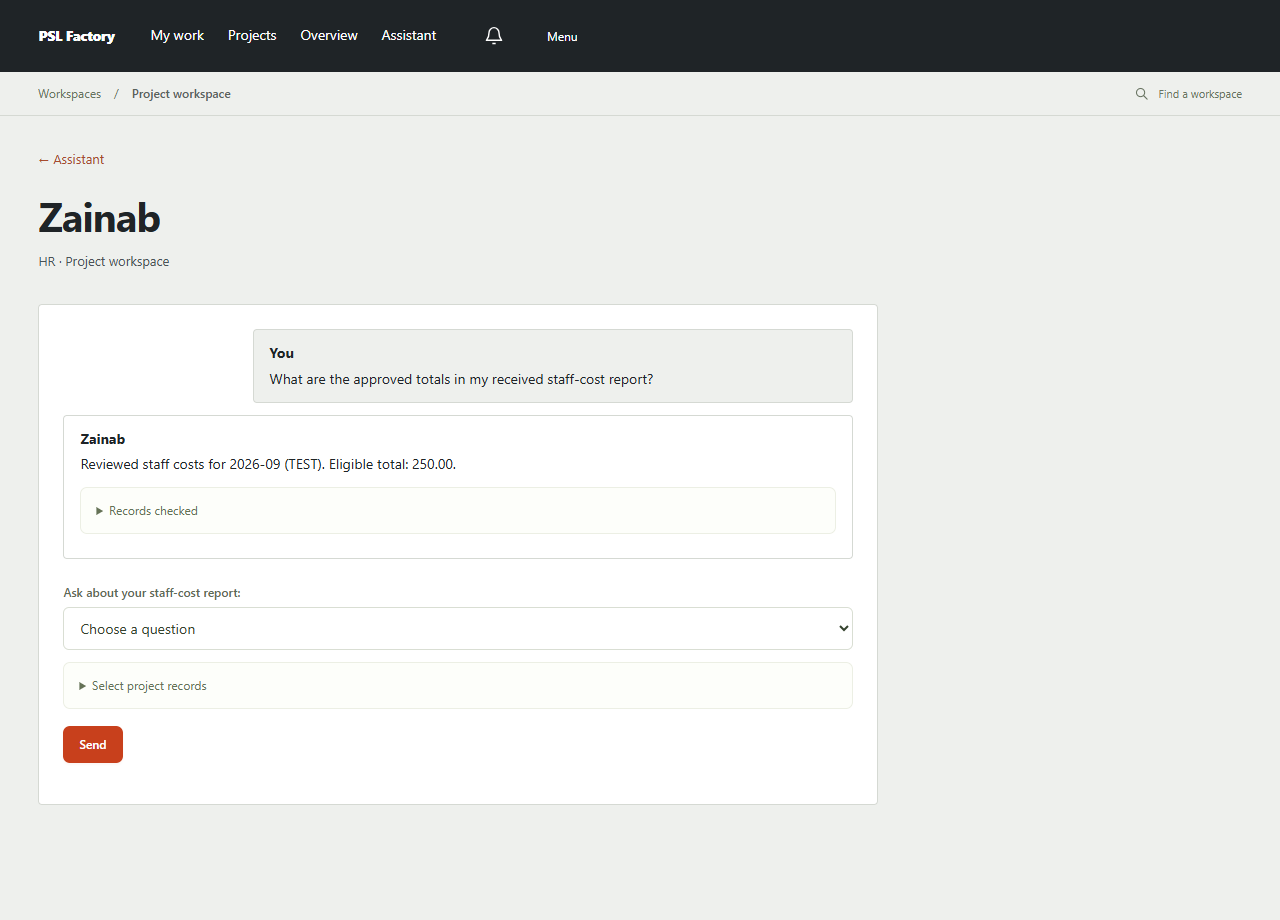 PSL Factory
My work
Projects
Overview
Assistant
Menu
Workspaces / Project workspace
Find a workspace
← Assistant
Zainab
HR · Project workspace
You
What are the approved totals in my received staff-cost report?
Zainab
Reviewed staff costs for 2026-09 (TEST). Eligible total: 250.00.
▶ Records checked
Ask about your staff-cost report:
Choose a question
▶ Select project records
Send